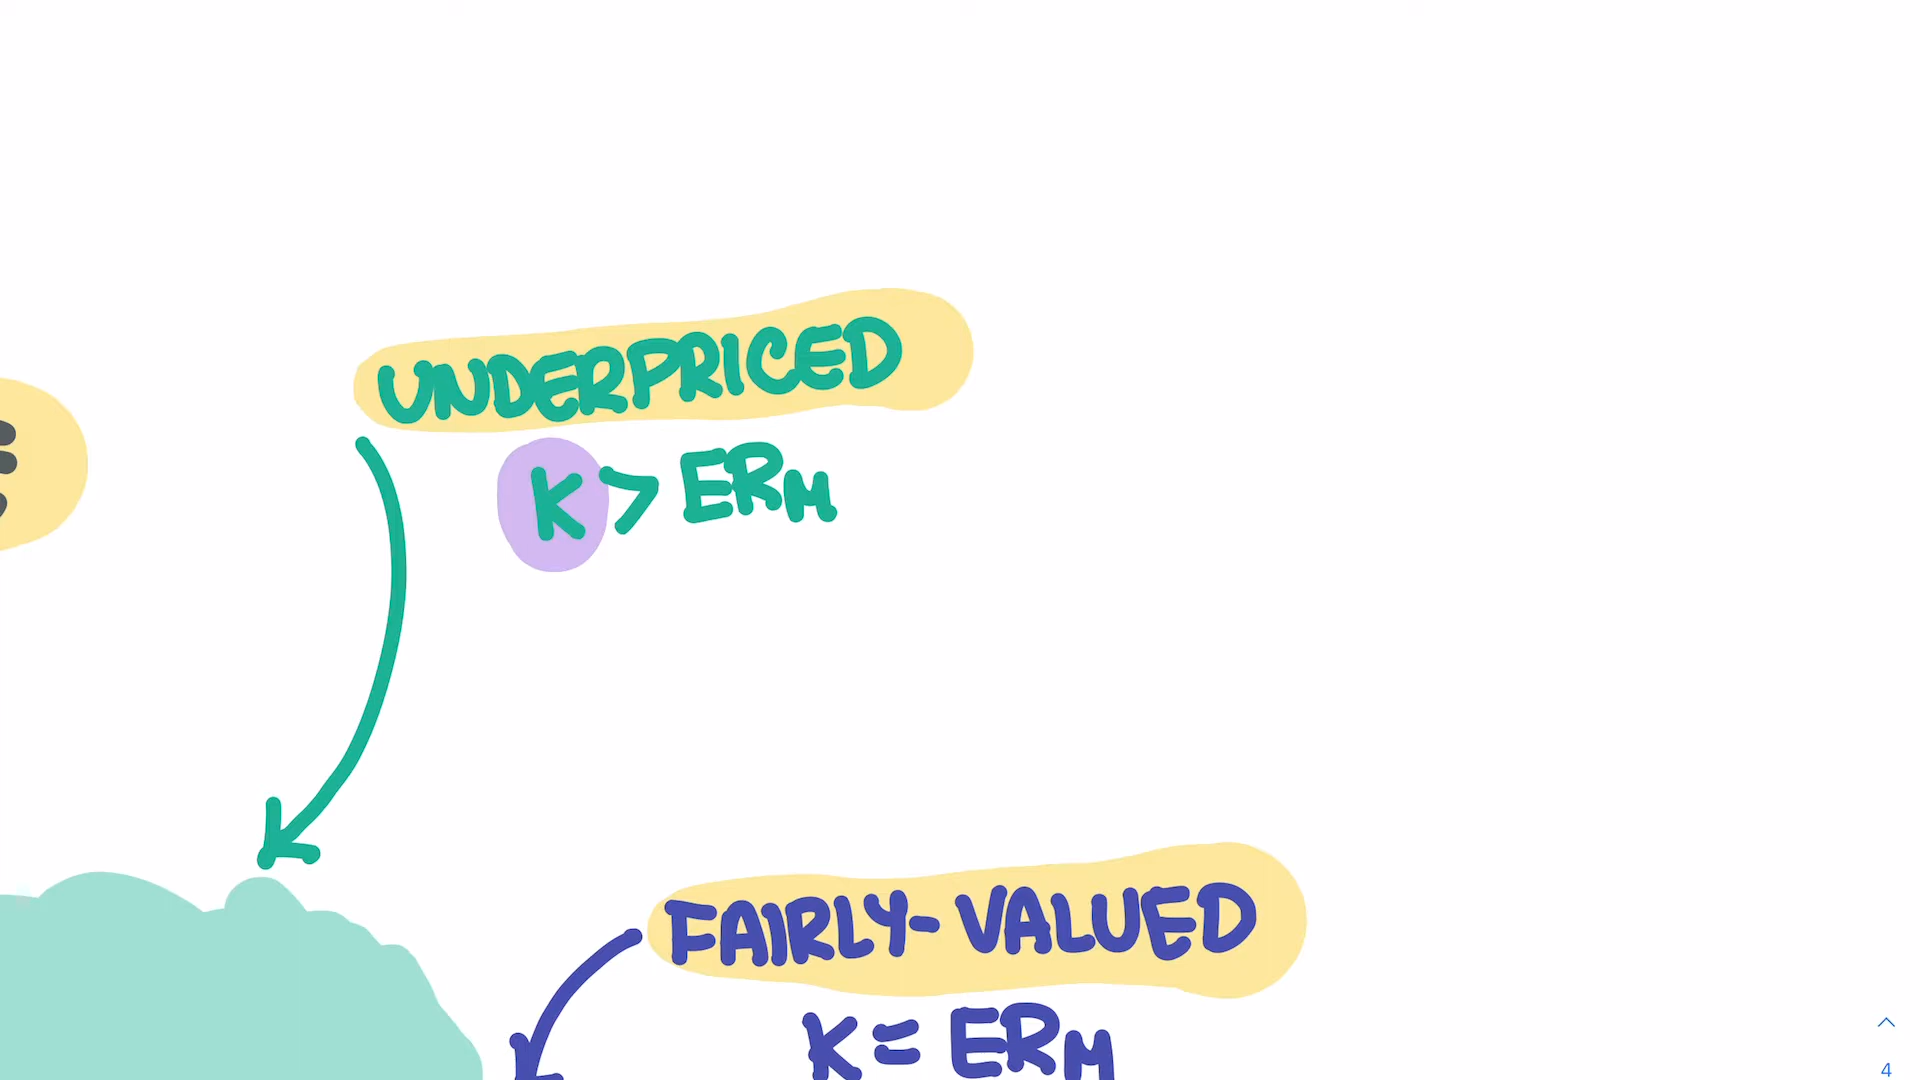 UNDERPRICED
K > ERM
FAIRLY-VALUED
K = ERM
4